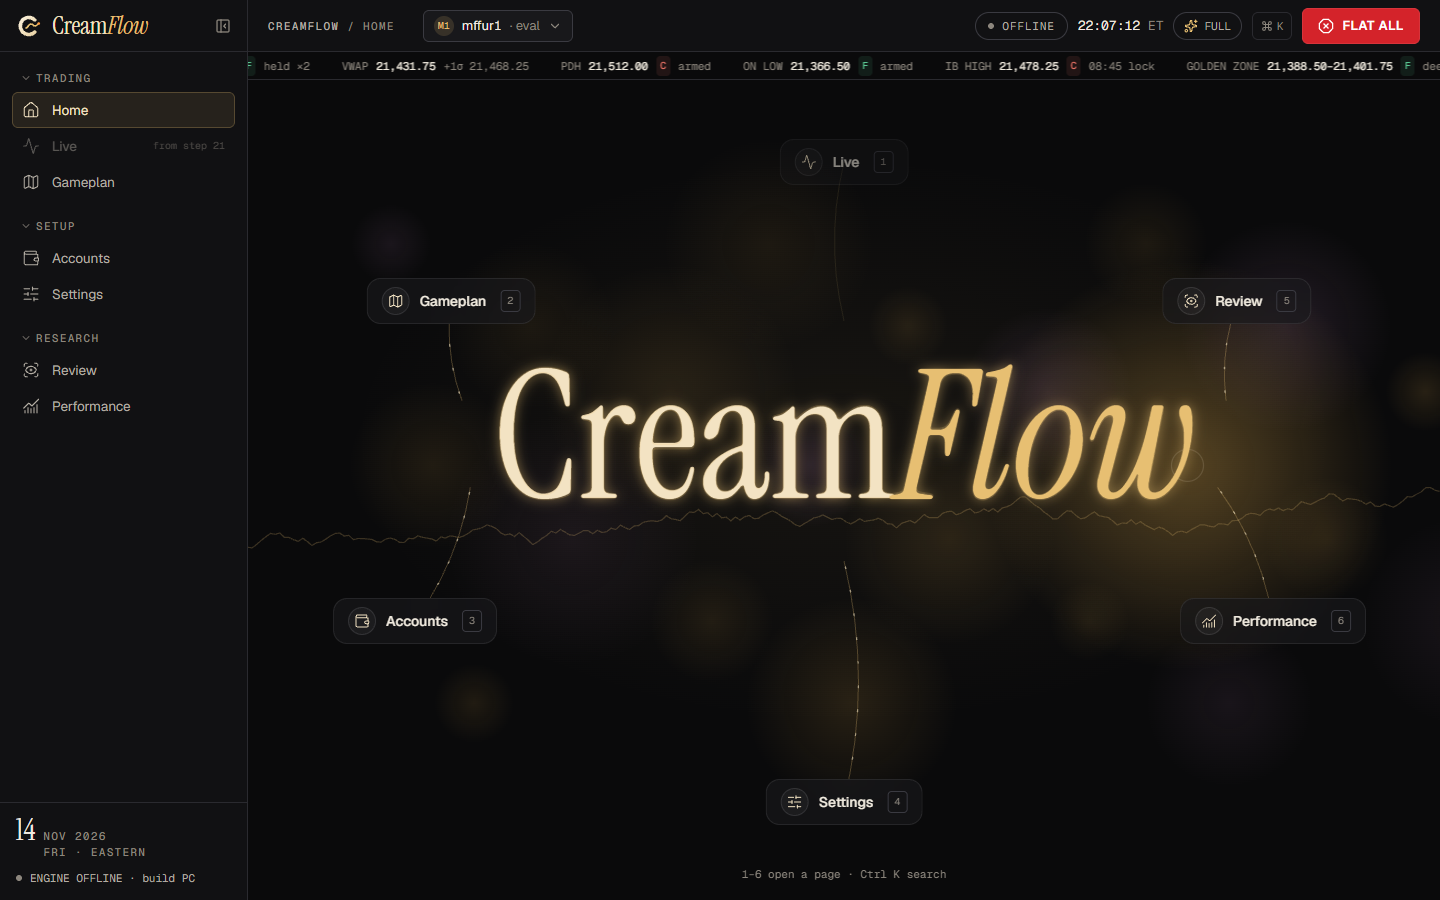 CreamFlow
CREAMFLOW / HOME
M1 mffur1 · eval
OFFLINE
22:07:12 ET
FULL
⌘ K
FLAT ALL
F held ×2 VWAP 21,431.75 +1σ 21,468.25 PDH 21,512.00 C armed ON LOW 21,366.50 F armed IB HIGH 21,478.25 C 08:45 lock GOLDEN ZONE 21,388.50–21,401.75 F
TRADING
Home
Live from step 21
Gameplan
SETUP
Accounts
Settings
RESEARCH
Review
Performance
14 NOV 2026
FRI · EASTERN
ENGINE OFFLINE · build PC
Live 1
Gameplan 2
Review 5
CreamFlow
Accounts 3
Performance 6
Settings 4
1–6 open a page · Ctrl K search